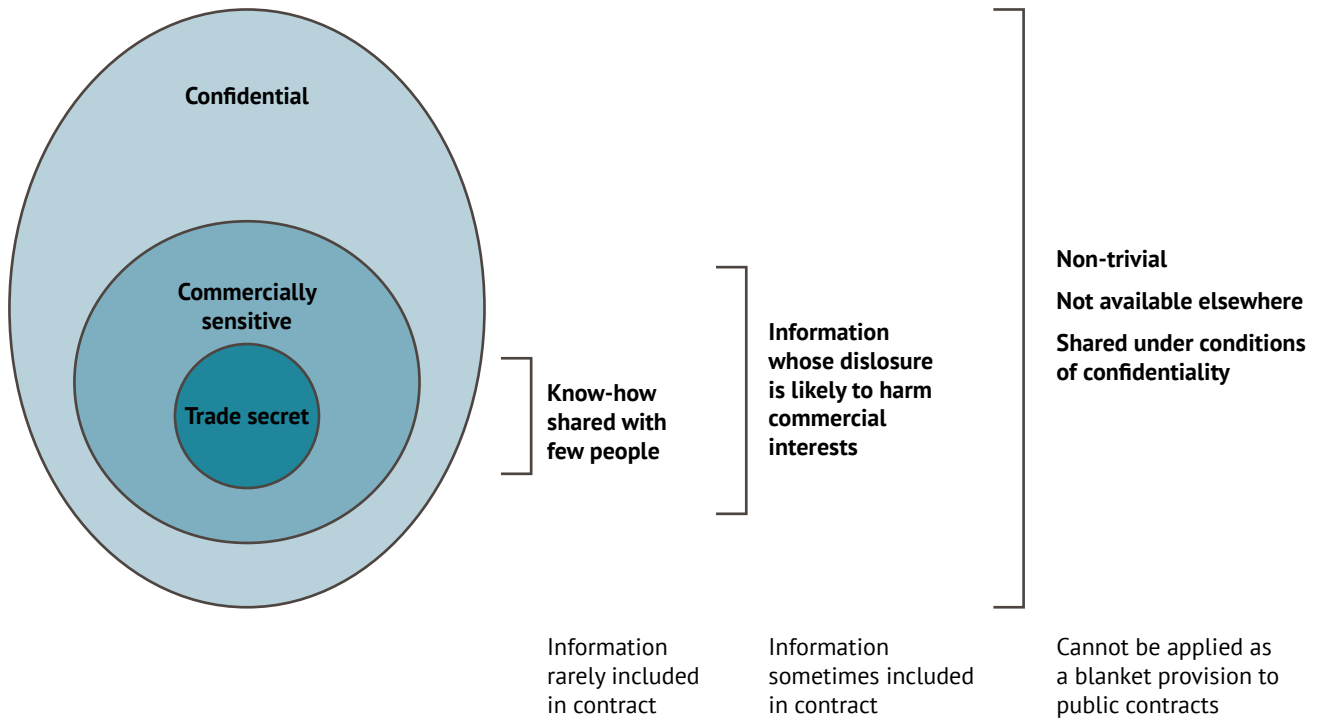 Confidential
Commercially
sensitive
Trade secret
Know-how
shared with
few people
Information
whose dislosure
is likely to harm
commercial
interests
Non-trivial
Not available elsewhere
Shared under conditions
of confidentiality
Information
rarely included
in contract
Information
sometimes included
in contract
Cannot be applied as
a blanket provision to
public contracts